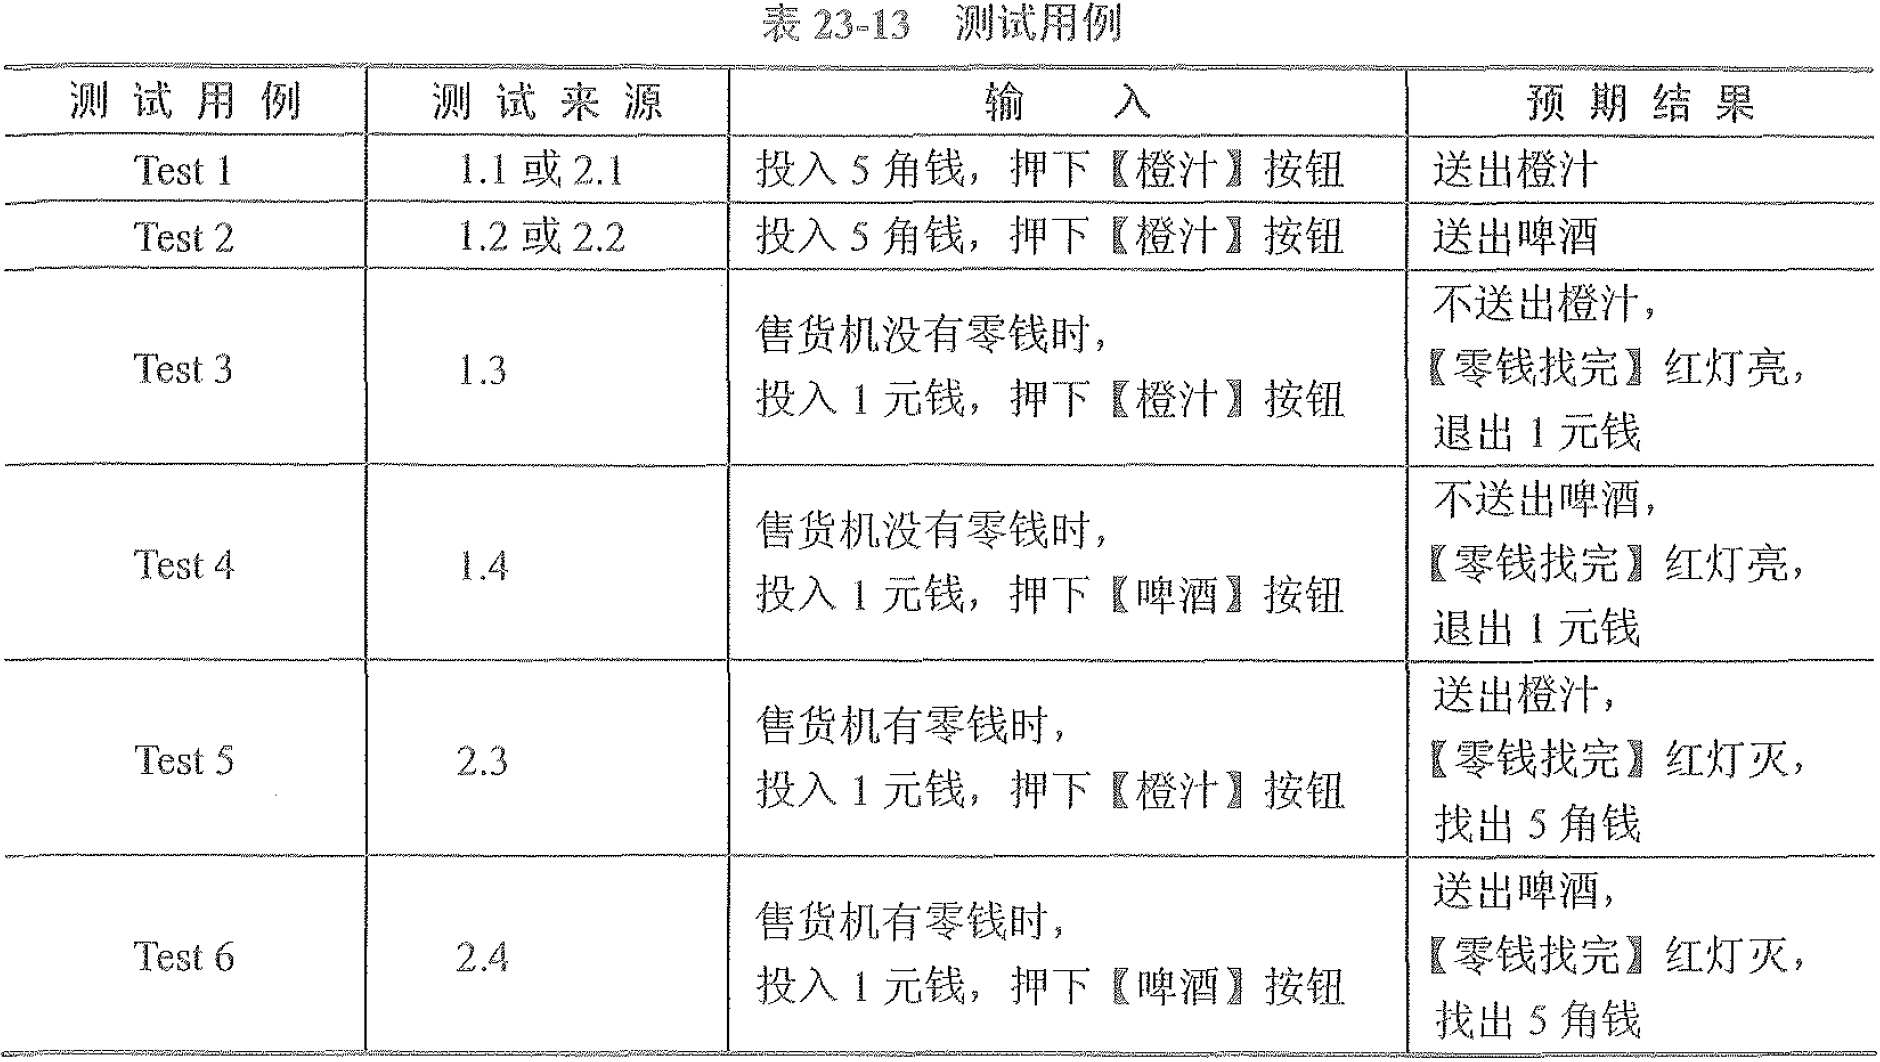 表 23-13 测试用例
测试用例 测试来源 输入 预期结果
Test 1 1.1 或 2.1 投入 5 角钱，押下〖橙汁〗按钮 送出橙汁
Test 2 1.2 或 2.2 投入 5 角钱，押下〖橙汁〗按钮 送出啤酒
Test 3 1.3
售货机没有零钱时，
投入 1 元钱，押下〖橙汁〗按钮
不送出橙汁，
〖零钱找完〗红灯亮，
退出 1 元钱
Test 4 1.4
售货机没有零钱时，
投入 1 元钱，押下〖啤酒〗按钮
不送出啤酒，
〖零钱找完〗红灯亮，
退出 1 元钱
Test 5 2.3
售货机有零钱时，
投入 1 元钱，押下〖橙汁〗按钮
送出橙汁，
〖零钱找完〗红灯灭，
找出 5 角钱
Test 6 2.4
售货机有零钱时，
投入 1 元钱，押下〖啤酒〗按钮
送出啤酒，
〖零钱找完〗红灯灭，
找出 5 角钱